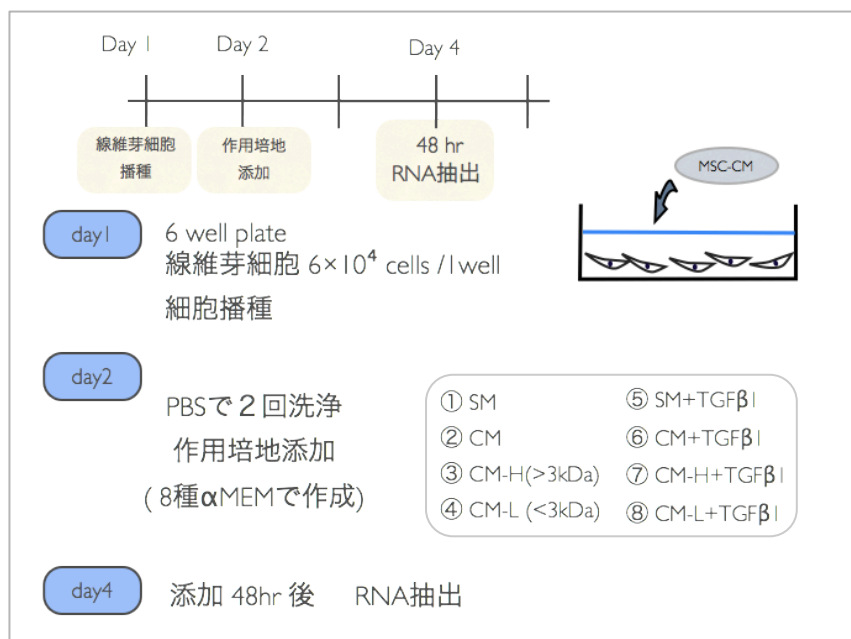 Day 1 Day 2 Day 4
線維芽細胞
播種
作用培地
添加
48 hr
RNA抽出
MSC-CM
day1
6 well plate
線維芽細胞 6×10⁴ cells /1well
細胞播種
day2
PBSで2回洗浄
作用培地添加
( 8種αMEMで作成)
① SM
② CM
③ CM-H(>3kDa)
④ CM-L (<3kDa)
⑤ SM+TGFβ1
⑥ CM+TGFβ1
⑦ CM-H+TGFβ1
⑧ CM-L+TGFβ1
day4
添加 48hr 後 RNA抽出